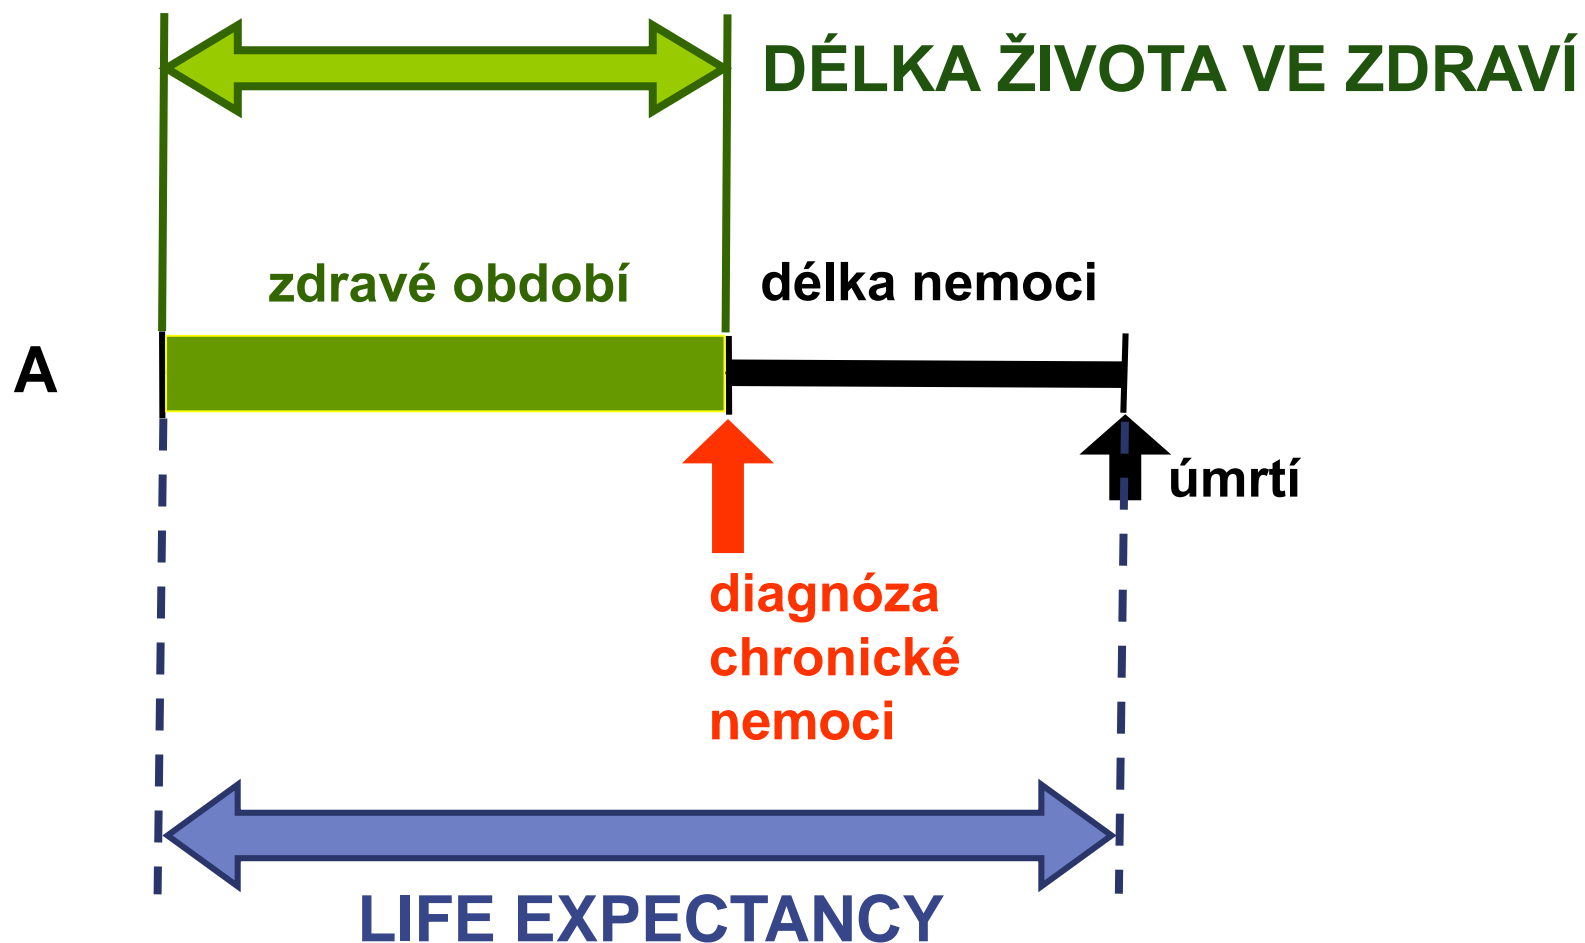 DÉLKA ŽIVOTA VE ZDRAVÍ
zdravé období
délka nemoci
A
úmrtí
diagnóza
chronické
nemoci
LIFE EXPECTANCY